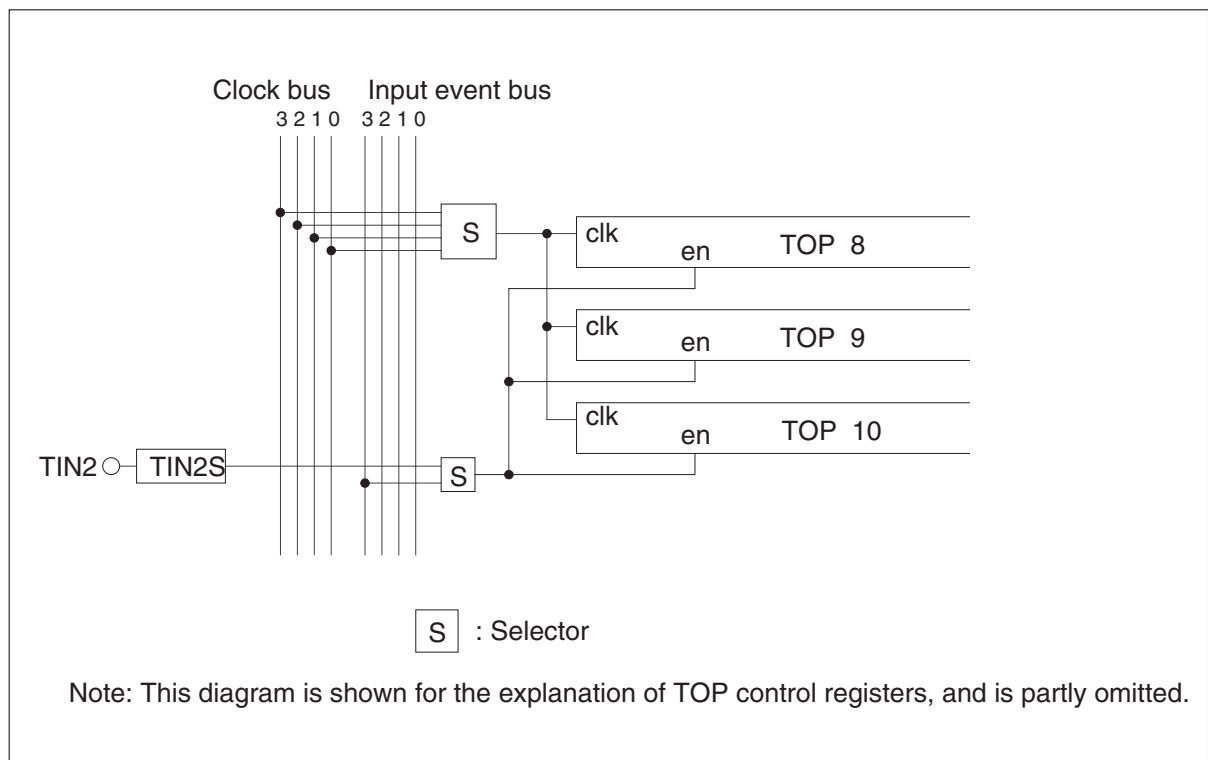 Clock bus Input event bus
3 2 1 0 3 2 1 0
S
clk
en
TOP 8
clk
en
TOP 9
clk
en
TOP 10
TIN2
TIN2S
S
S : Selector
Note: This diagram is shown for the explanation of TOP control registers, and is partly omitted.